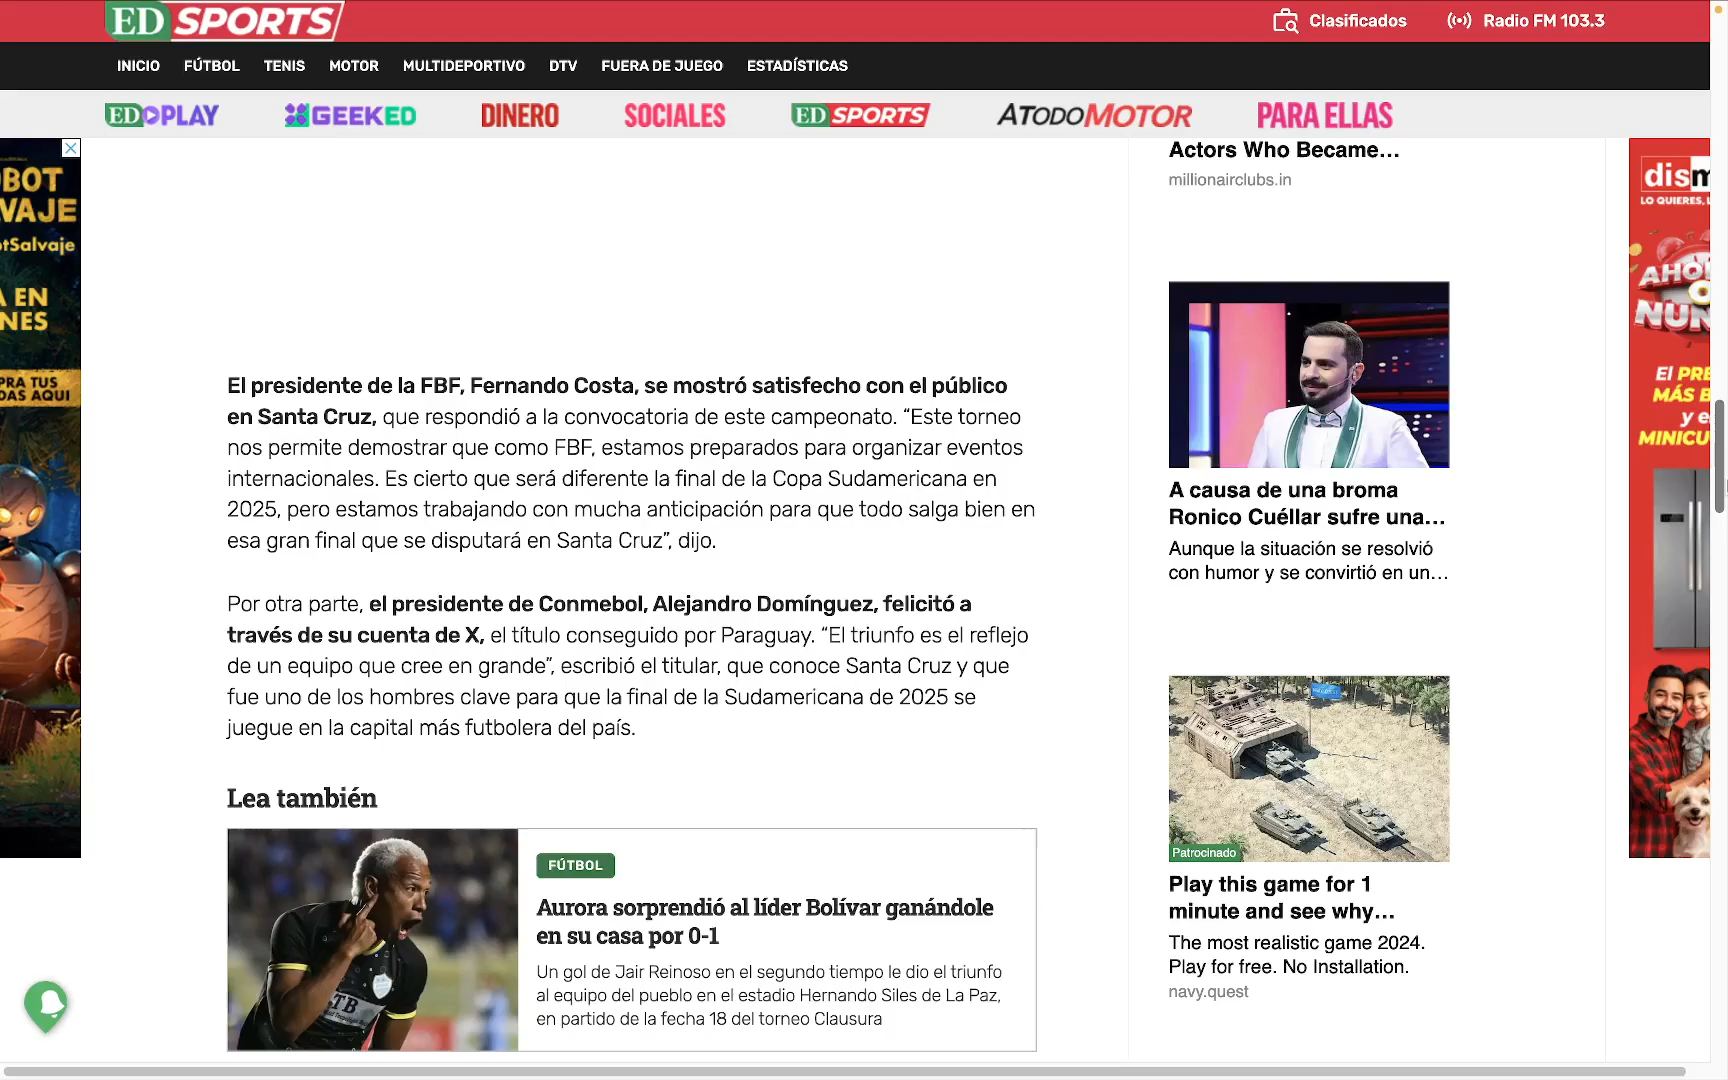 ED SPORTS
Clasificados
Radio FM 103.3
INICIO FÚTBOL TENIS MOTOR MULTIDEPORTIVO DTV FUERA DE JUEGO ESTADÍSTICAS
ED PLAY GEEKED DINERO SOCIALES ED SPORTS ATODOMOTOR PARA ELLAS
OBOT
VAJE
otSalvaje
A EN
NES
PRA TUS
DAS AQUI
El presidente de la FBF, Fernando Costa, se mostró satisfecho con el público
en Santa Cruz, que respondió a la convocatoria de este campeonato. “Este torneo
nos permite demostrar que como FBF, estamos preparados para organizar eventos
internacionales. Es cierto que será diferente la final de la Copa Sudamericana en
2025, pero estamos trabajando con mucha anticipación para que todo salga bien en
esa gran final que se disputará en Santa Cruz”, dijo.
Por otra parte, el presidente de Conmebol, Alejandro Domínguez, felicitó a
través de su cuenta de X, el título conseguido por Paraguay. “El triunfo es el reflejo
de un equipo que cree en grande”, escribió el titular, que conoce Santa Cruz y que
fue uno de los hombres clave para que la final de la Sudamericana de 2025 se
juegue en la capital más futbolera del país.
Lea también
FÚTBOL
Aurora sorprendió al líder Bolívar ganándole
en su casa por 0-1
Un gol de Jair Reinoso en el segundo tiempo le dio el triunfo
al equipo del pueblo en el estadio Hernando Siles de La Paz,
en partido de la fecha 18 del torneo Clausura
Actors Who Became...
millionairclubs.in
A causa de una broma
Ronico Cuéllar sufre una...
Aunque la situación se resolvió
con humor y se convirtió en un...
Patrocinado
Play this game for 1
minute and see why...
The most realistic game 2024.
Play for free. No Installation.
navy.quest
dism
LO QUIERES, L
AHO
O
NUN
El PRE
MÁS B
y e
MINICU